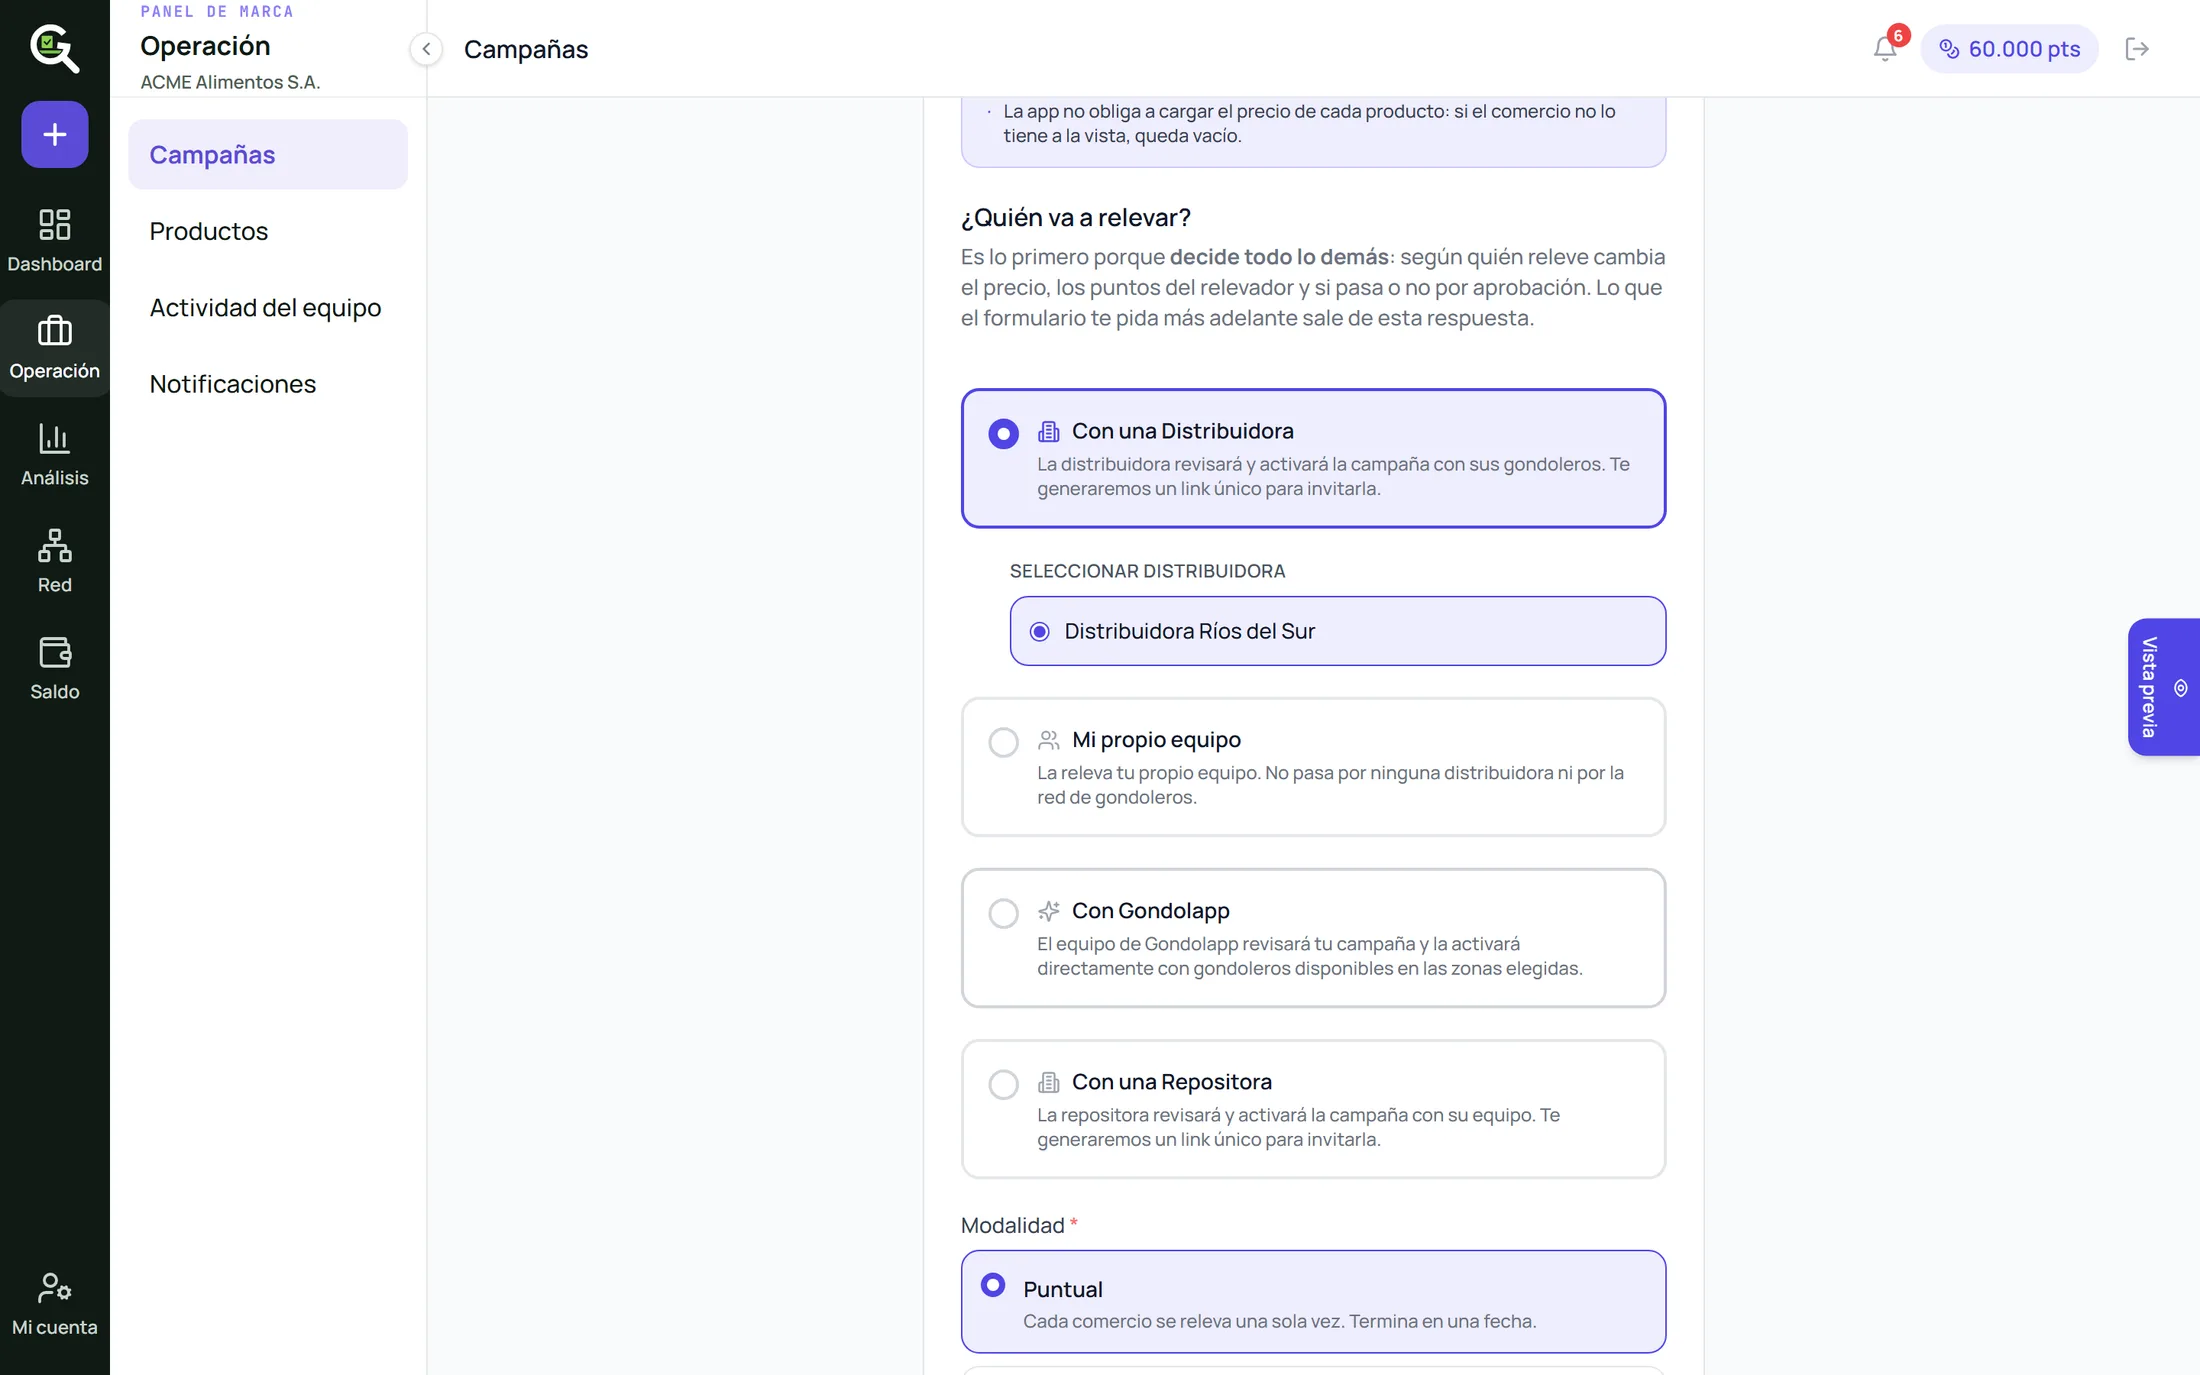 PANEL DE MARCA
Operación
ACME Alimentos S.A.
Campañas
6
60.000 pts
Dashboard
Operación
Análisis
Red
Saldo
Mi cuenta
Campañas
Productos
Actividad del equipo
Notificaciones
· La app no obliga a cargar el precio de cada producto: si el comercio no lo
tiene a la vista, queda vacío.
¿Quién va a relevar?
Es lo primero porque decide todo lo demás: según quién releve cambia
el precio, los puntos del relevador y si pasa o no por aprobación. Lo que
el formulario te pida más adelante sale de esta respuesta.
Con una Distribuidora
La distribuidora revisará y activará la campaña con sus gondoleros. Te
generaremos un link único para invitarla.
SELECCIONAR DISTRIBUIDORA
Distribuidora Ríos del Sur
Mi propio equipo
La releva tu propio equipo. No pasa por ninguna distribuidora ni por la
red de gondoleros.
Con Gondolapp
El equipo de Gondolapp revisará tu campaña y la activará
directamente con gondoleros disponibles en las zonas elegidas.
Con una Repositora
La repositora revisará y activará la campaña con su equipo. Te
generaremos un link único para invitarla.
Modalidad *
Puntual
Cada comercio se releva una sola vez. Termina en una fecha.
Vista previa